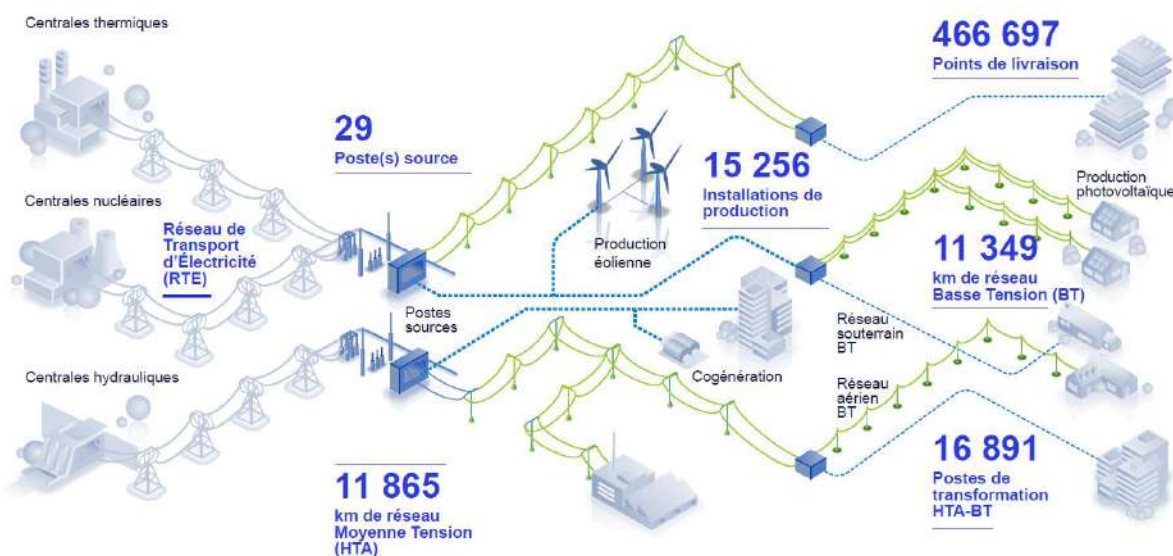 Centrales thermiques
466 697
Points de livraison
29
Poste(s) source
15 256
Installations de
production
Production
photovoltaïque
Centrales nucléaires
Réseau de
Transport
d'Électricité
(RTE)
Production
éolienne
11 349
km de réseau
Basse Tension (BT)
Postes
sources
Réseau
souterrain
BT
Centrales hydrauliques
Cogénération
Réseau
aérien
BT
11 865
km de réseau
Moyenne Tension
(HTA)
16 891
Postes de
transformation
HTA-BT